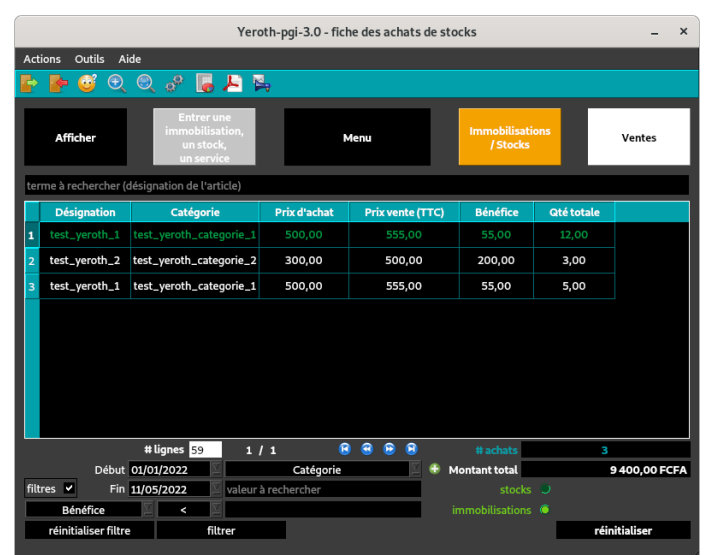 Yeroth-pgi-3.0 - fiche des achats de stocks
Actions Outils Aide
Afficher
Entrer une
immobilisation,
un stock,
un service
Menu
Immobilisations
/ Stocks
Ventes
terme à rechercher (désignation de l'article)
Désignation Catégorie Prix d'achat Prix vente (TTC) Bénéfice Qté totale
1 test_yeroth_1 test_yeroth_categorie_1 500,00 555,00 55,00 12,00
2 test_yeroth_2 test_yeroth_categorie_2 300,00 500,00 200,00 3,00
3 test_yeroth_1 test_yeroth_categorie_1 500,00 555,00 55,00 5,00
# lignes 59 1 / 1 # achats 3
Début 01/01/2022 Catégorie Montant total 9 400,00 FCFA
filtres Fin 11/05/2022 valeur à rechercher stocks
Bénéfice < immobilisations
réinitialiser filtre filtrer réinitialiser